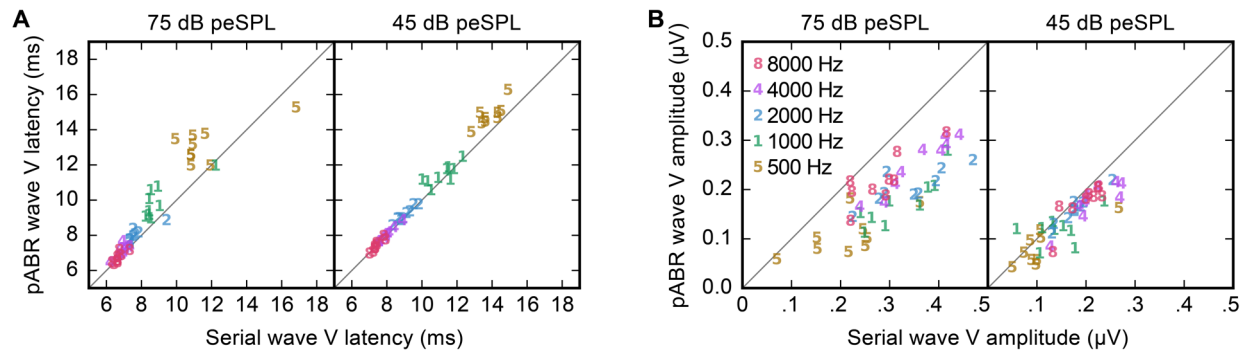 A
75 dB peSPL
45 dB peSPL
pABR wave V latency (ms)
18
16
14
12
10
8
6
6 8 10 12 14 16 18
6 8 10 12 14 16 18
Serial wave V latency (ms)
B
75 dB peSPL
45 dB peSPL
pABR wave V amplitude (µV)
0.5
0.4
0.3
0.2
0.1
0.0
8 8000 Hz
4 4000 Hz
2 2000 Hz
1 1000 Hz
5 500 Hz
0 .1 .2 .3 .4 .5
.1 .2 .3 .4 .5
Serial wave V amplitude (µV)